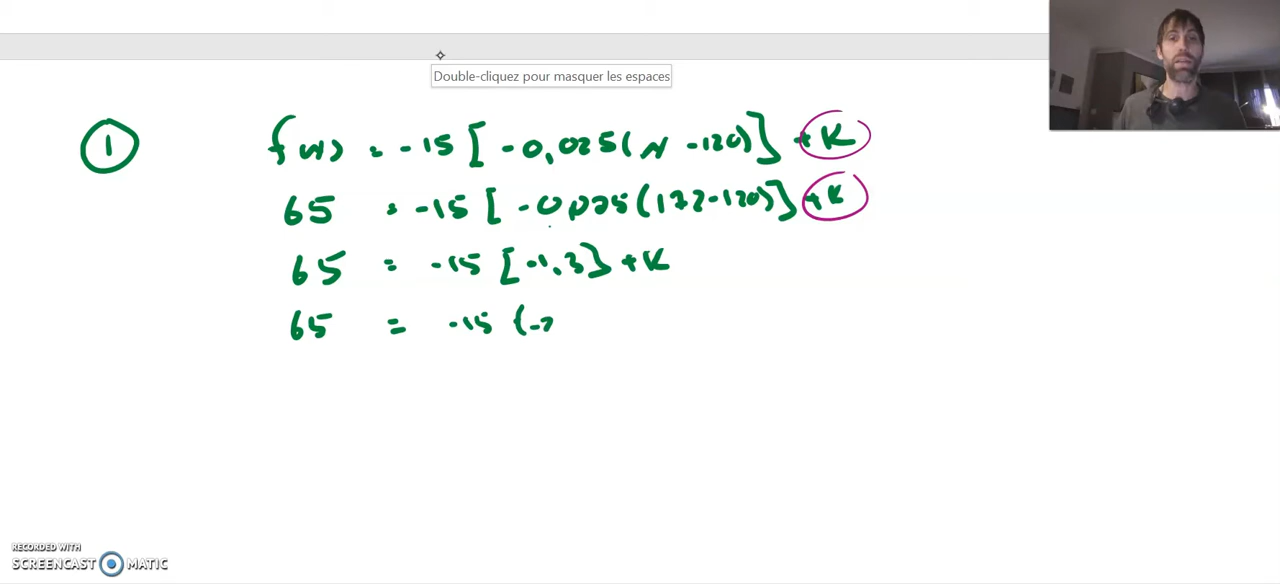 Double-cliquez pour masquer les espaces
1
f(x) = -15 [ -0,025(x -120)] + K
65 = -15 [ -0,025(172-120)] + K
65 = -15 [-1,3] + K
65 = -15 (-2
RECORDED WITH
SCREENCAST MATIC